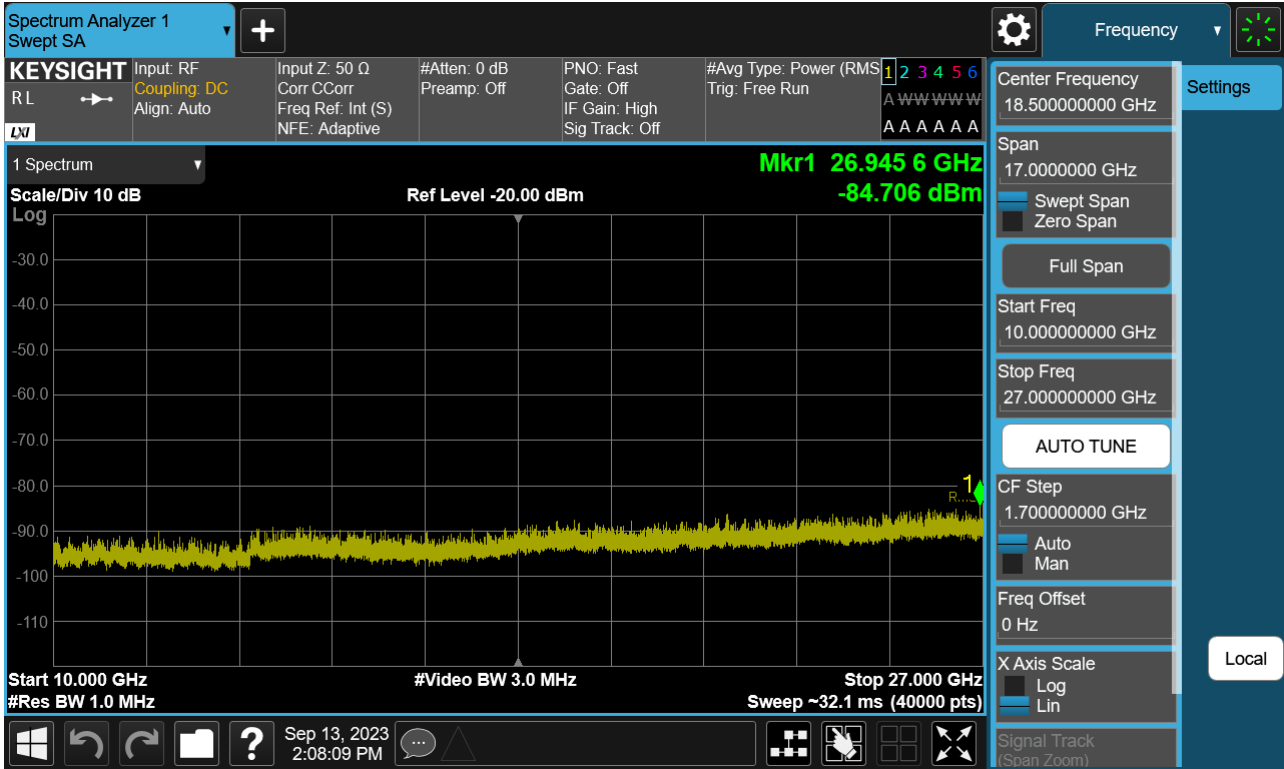 Spectrum Analyzer 1
Swept SA
Frequency
KEYSIGHT
R L
LXI
Input: RF
Coupling: DC
Align: Auto
Input Z: 50 Ω
Corr CCorr
Freq Ref: Int (S)
NFE: Adaptive
#Atten: 0 dB
Preamp: Off
PNO: Fast
Gate: Off
IF Gain: High
Sig Track: Off
#Avg Type: Power (RMS
Trig: Free Run
1 2 3 4 5 6
A W W W W W
A A A A A A
1 Spectrum
Mkr1 26.945 6 GHz
Scale/Div 10 dB
Ref Level -20.00 dBm
-84.706 dBm
Log
-30.0
-40.0
-50.0
-60.0
-70.0
-80.0
-90.0
-100
-110
1
Start 10.000 GHz
#Video BW 3.0 MHz
Stop 27.000 GHz
#Res BW 1.0 MHz
Sweep ~32.1 ms (40000 pts)
Sep 13, 2023
2:08:09 PM
Center Frequency
18.500000000 GHz
Span
17.0000000 GHz
Swept Span
Zero Span
Full Span
Start Freq
10.000000000 GHz
Stop Freq
27.000000000 GHz
AUTO TUNE
CF Step
1.700000000 GHz
Auto
Man
Freq Offset
0 Hz
X Axis Scale
Log
Lin
Signal Track
(Span Zoom)
Settings
Local